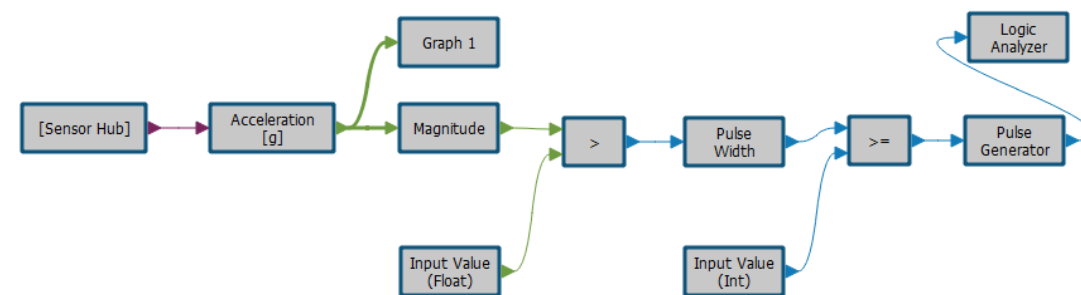 Graph 1
Logic
Analyzer
[Sensor Hub]
Acceleration
[g]
Magnitude
>
Pulse
Width
>=
Pulse
Generator
Input Value
(Float)
Input Value
(Int)